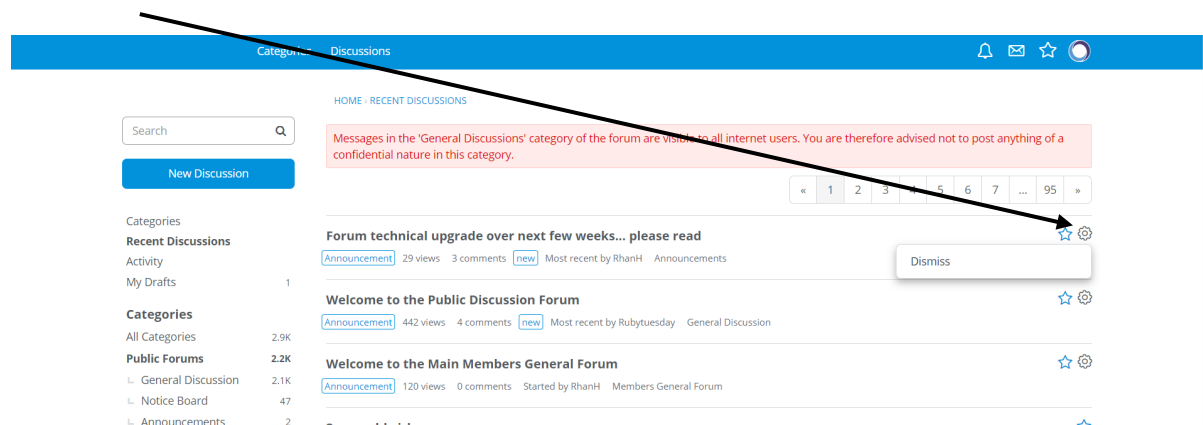 Categories Discussions
HOME › RECENT DISCUSSIONS
Search
New Discussion
Categories
Recent Discussions
Activity
My Drafts 1
Categories
All Categories 2.9K
Public Forums 2.2K
General Discussion 2.1K
Notice Board 47
Announcements 2
Messages in the 'General Discussions' category of the forum are visible to all internet users. You are therefore advised not to post anything of a
confidential nature in this category.
« 1 2 3 4 5 6 7 ... 95 »
Forum technical upgrade over next few weeks... please read
Announcement 29 views 3 comments new Most recent by RhanH Announcements
Dismiss
Welcome to the Public Discussion Forum
Announcement 442 views 4 comments new Most recent by Rubytuesday General Discussion
Welcome to the Main Members General Forum
Announcement 120 views 0 comments Started by RhanH Members General Forum